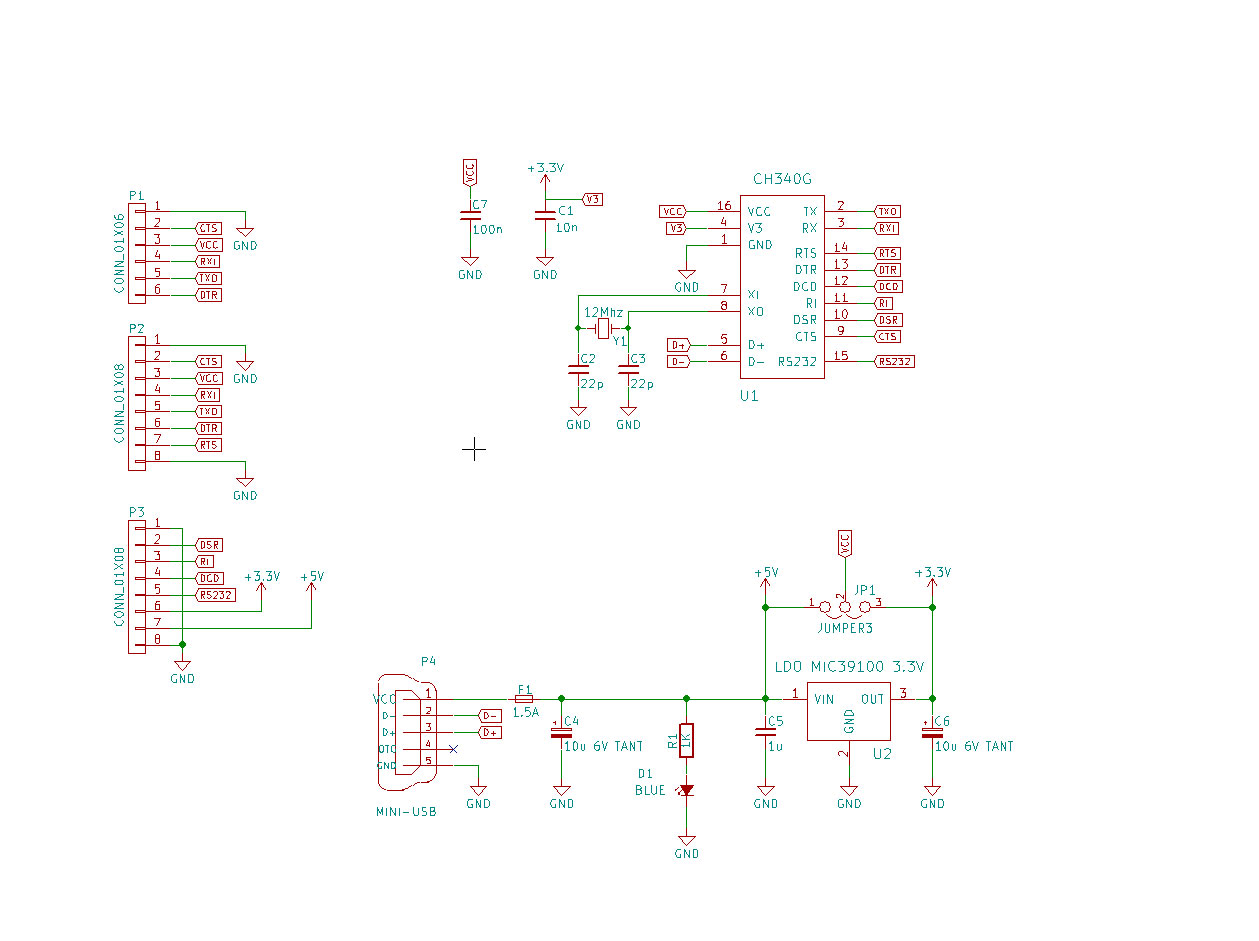 P1
CONN_01X06
1
2 CTS
3 VCC
4 RX1
5 TXO
6 DTR
GND
P2
CONN_01X08
1
2 CTS
3 VCC
4 RX1
5 TXO
6 DTR
7 RTS
8
GND
GND
P3
CONN_01X08
1
2 DSR
3 RI
4 DCD
5 RS232
6
7
8
+3.3V
+5V
GND
VCC
C7
100n
GND
+3.3V
V3
C1
10n
GND
CH340G
VCC 16 VCC
V3 4 V3
1 GND
GND
7 XI
8 XO
D+ 5 D+
D- 6 D-
TX 2 TXO
RX 3 RX1
RTS 14 RTS
DTR 13 DTR
DCD 12 DCD
RI 11 RI
DSR 10 DSR
CTS 9 CTS
RS232 15 RS232
U1
12Mhz
Y1
C2
22p
GND
C3
22p
GND
P4
VCC 1
D- 2 D-
D+ 3 D+
OTC 4
GND 5
GND
MINI-USB
F1
1.5A
C4
10u 6V TANT
GND
R1
1K
D1
BLUE
GND
+5V
C5
1u
GND
VCC
1
2
3
JP1
JUMPER3
+3.3V
LDO MIC39100 3.3V
1 VIN
OUT 3
GND
2
U2
GND
C6
10u 6V TANT
GND